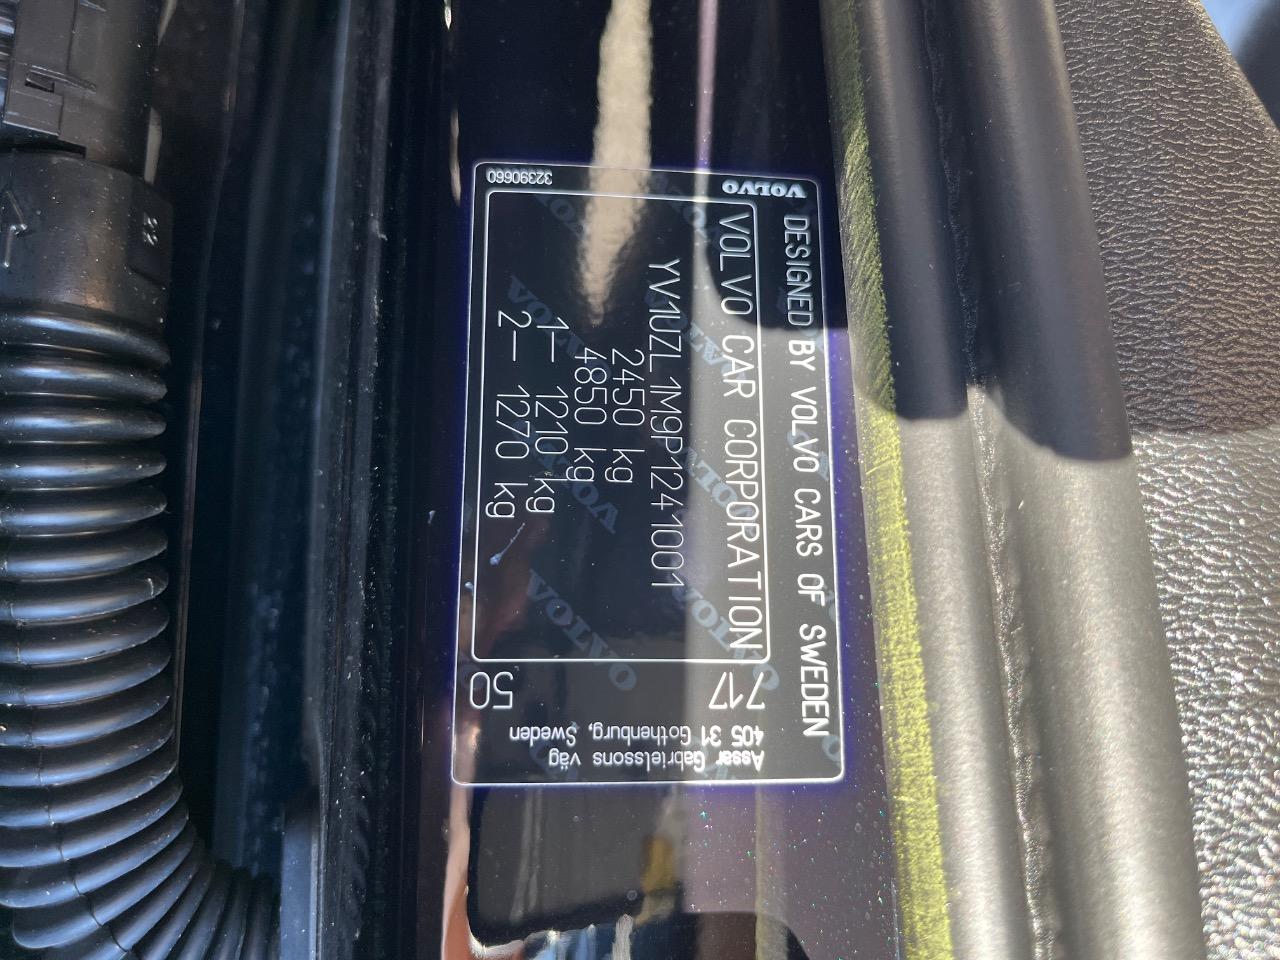 DESIGNED BY VOLVO CARS OF SWEDEN
VOLVO
VOLVO CAR CORPORATION
YV1UZL1M9P1241001
2450 kg
4850 kg
1— 1210 kg
2— 1270 kg
32390660
717
50
Assar Gabrielssons väg
405 31 Gothenburg, Sweden